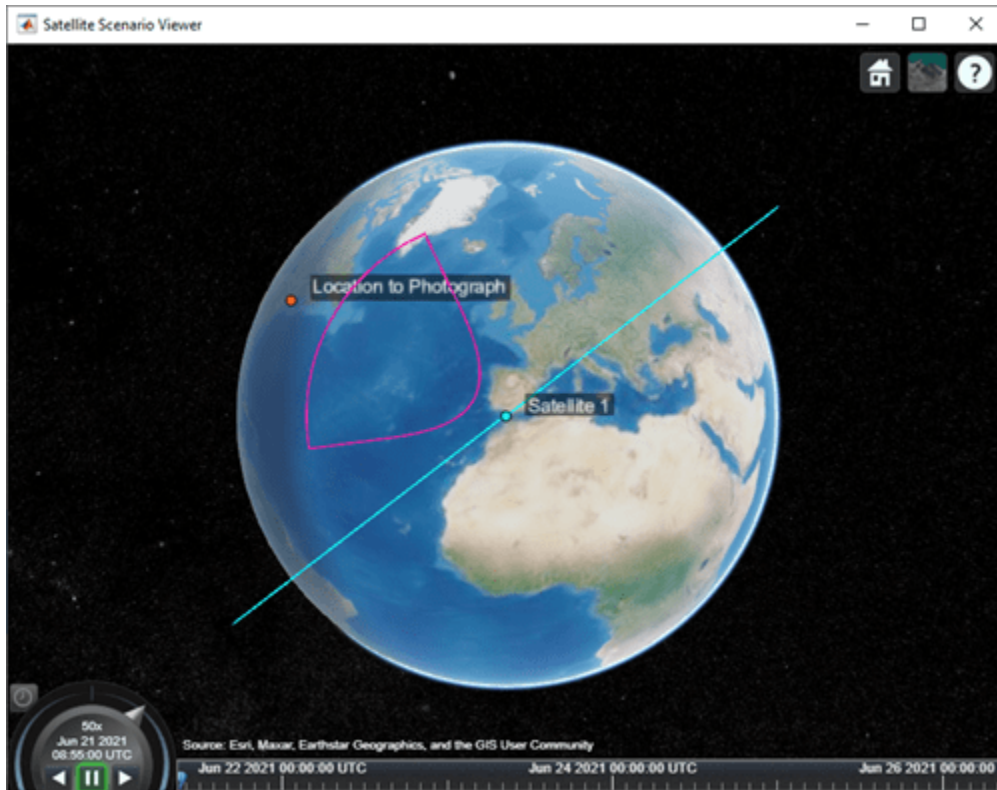 Satellite Scenario Viewer
?
Location to Photograph
Satellite 1
50x
Jun 21 2021
08:55:00 UTC
Source: Esri, Maxar, Earthstar Geographics, and the GIS User Community
Jun 22 2021 00:00:00 UTC
Jun 24 2021 00:00:00 UTC
Jun 26 2021 00:00:00